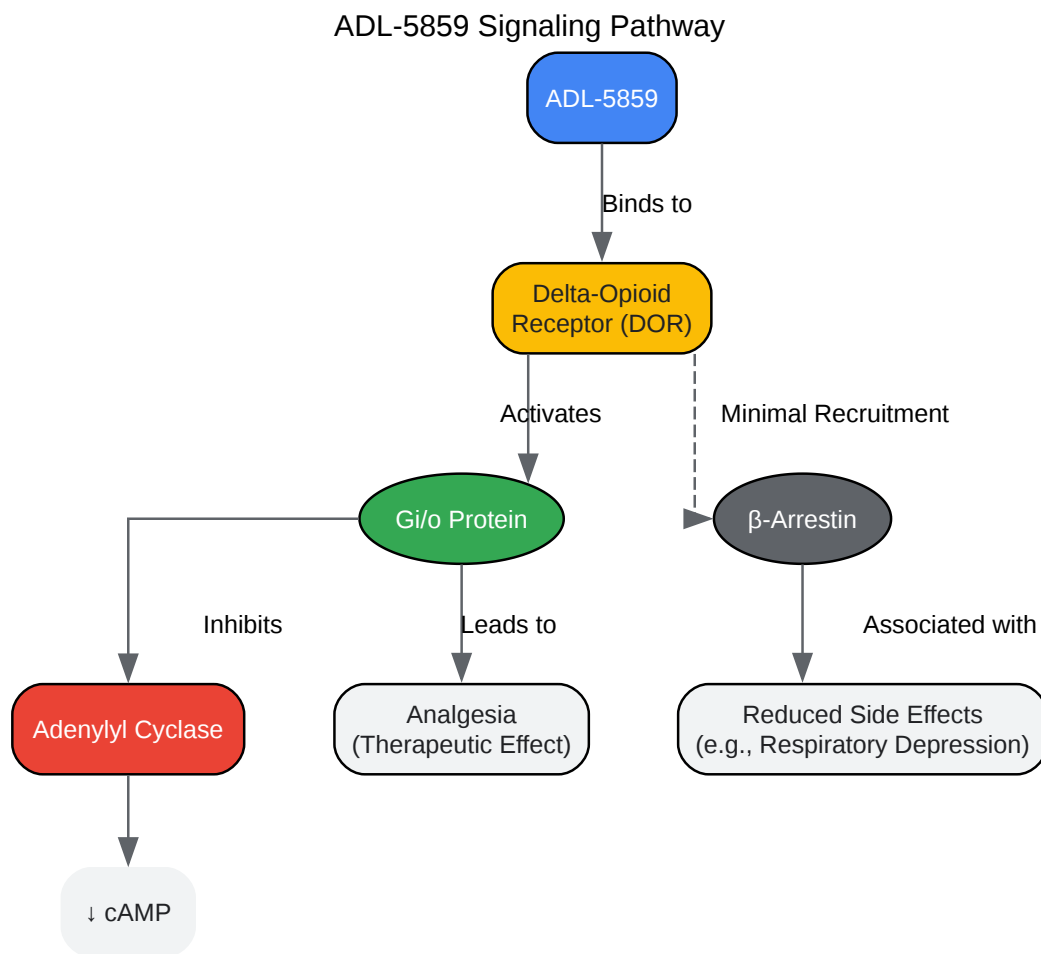 ADL-5859 Signaling Pathway
ADL-5859
Binds to
Delta-Opioid
Receptor (DOR)
Activates
Minimal Recruitment
Gi/o Protein
β-Arrestin
Inhibits
Leads to
Associated with
Adenylyl Cyclase
Analgesia
(Therapeutic Effect)
Reduced Side Effects
(e.g., Respiratory Depression)
↓ cAMP